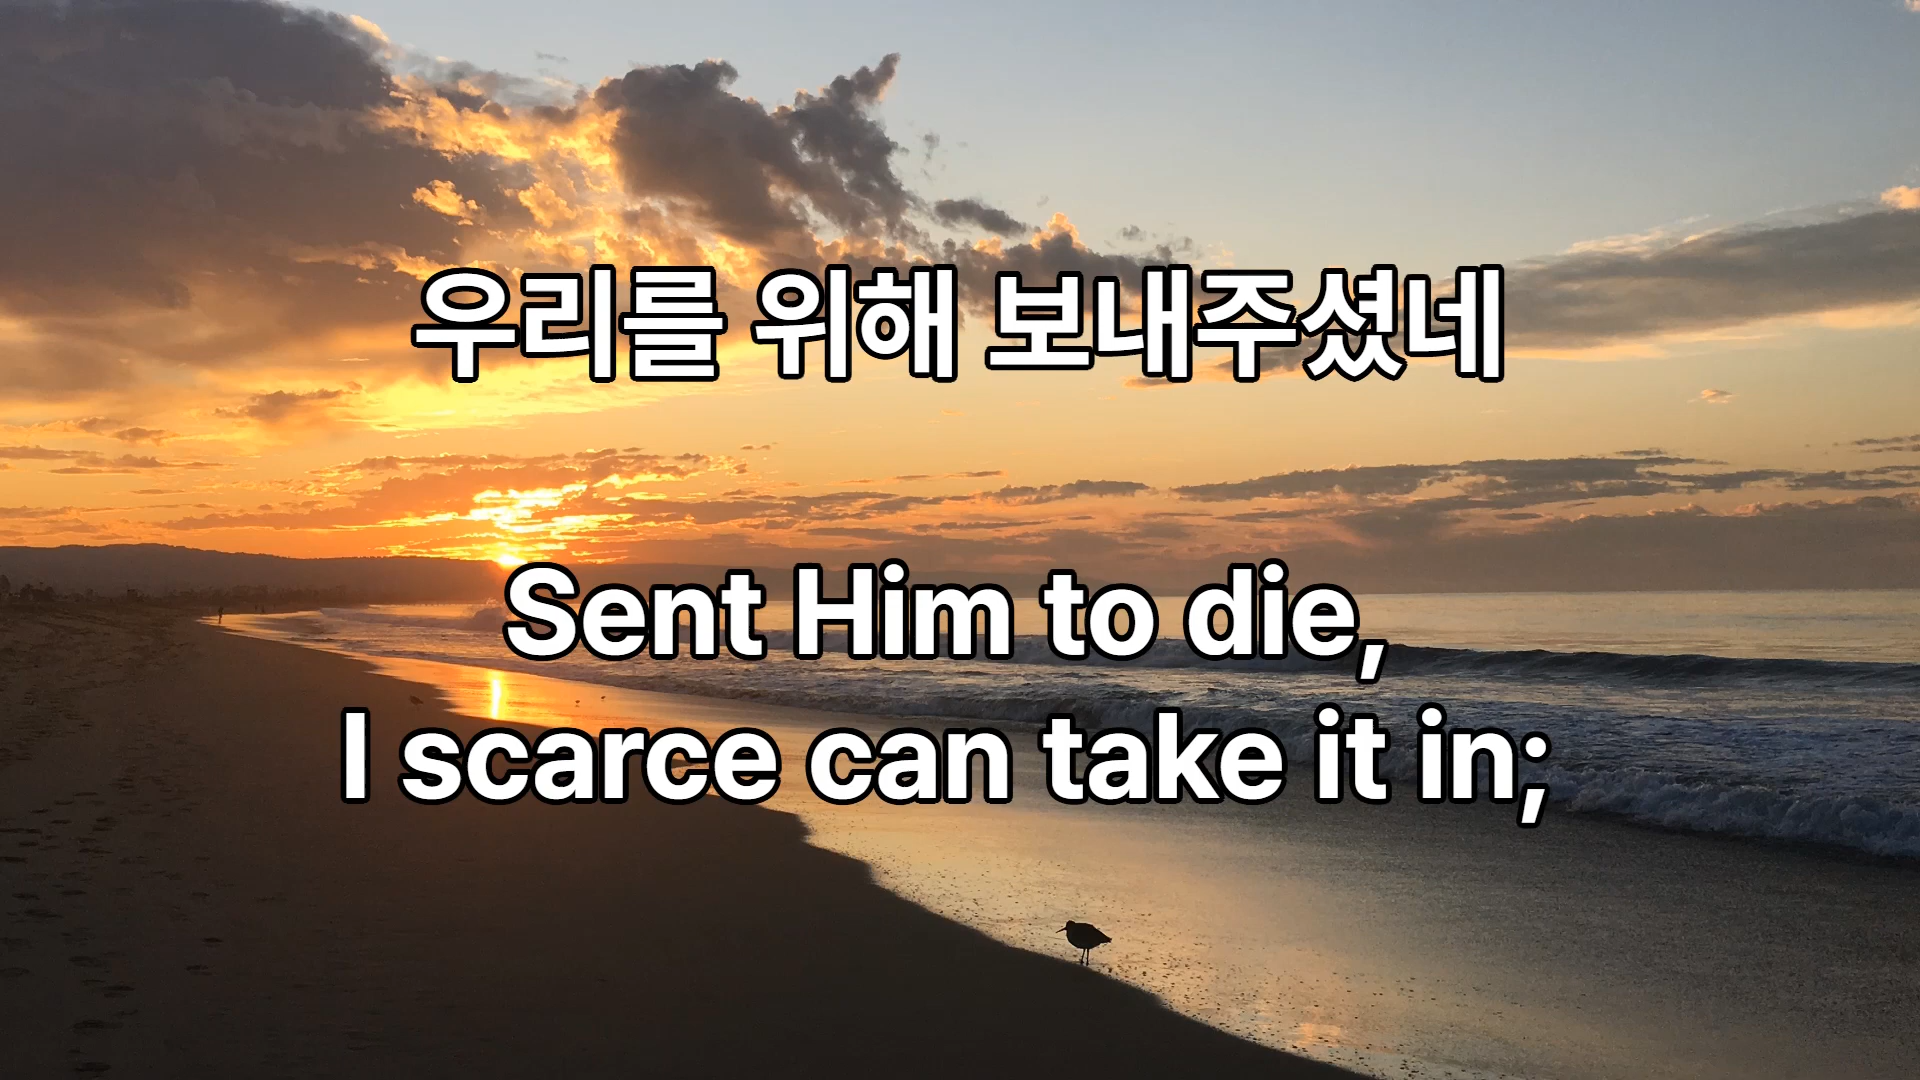 우리를 위해 보내주셨네
Sent Him to die,
I scarce can take it in;